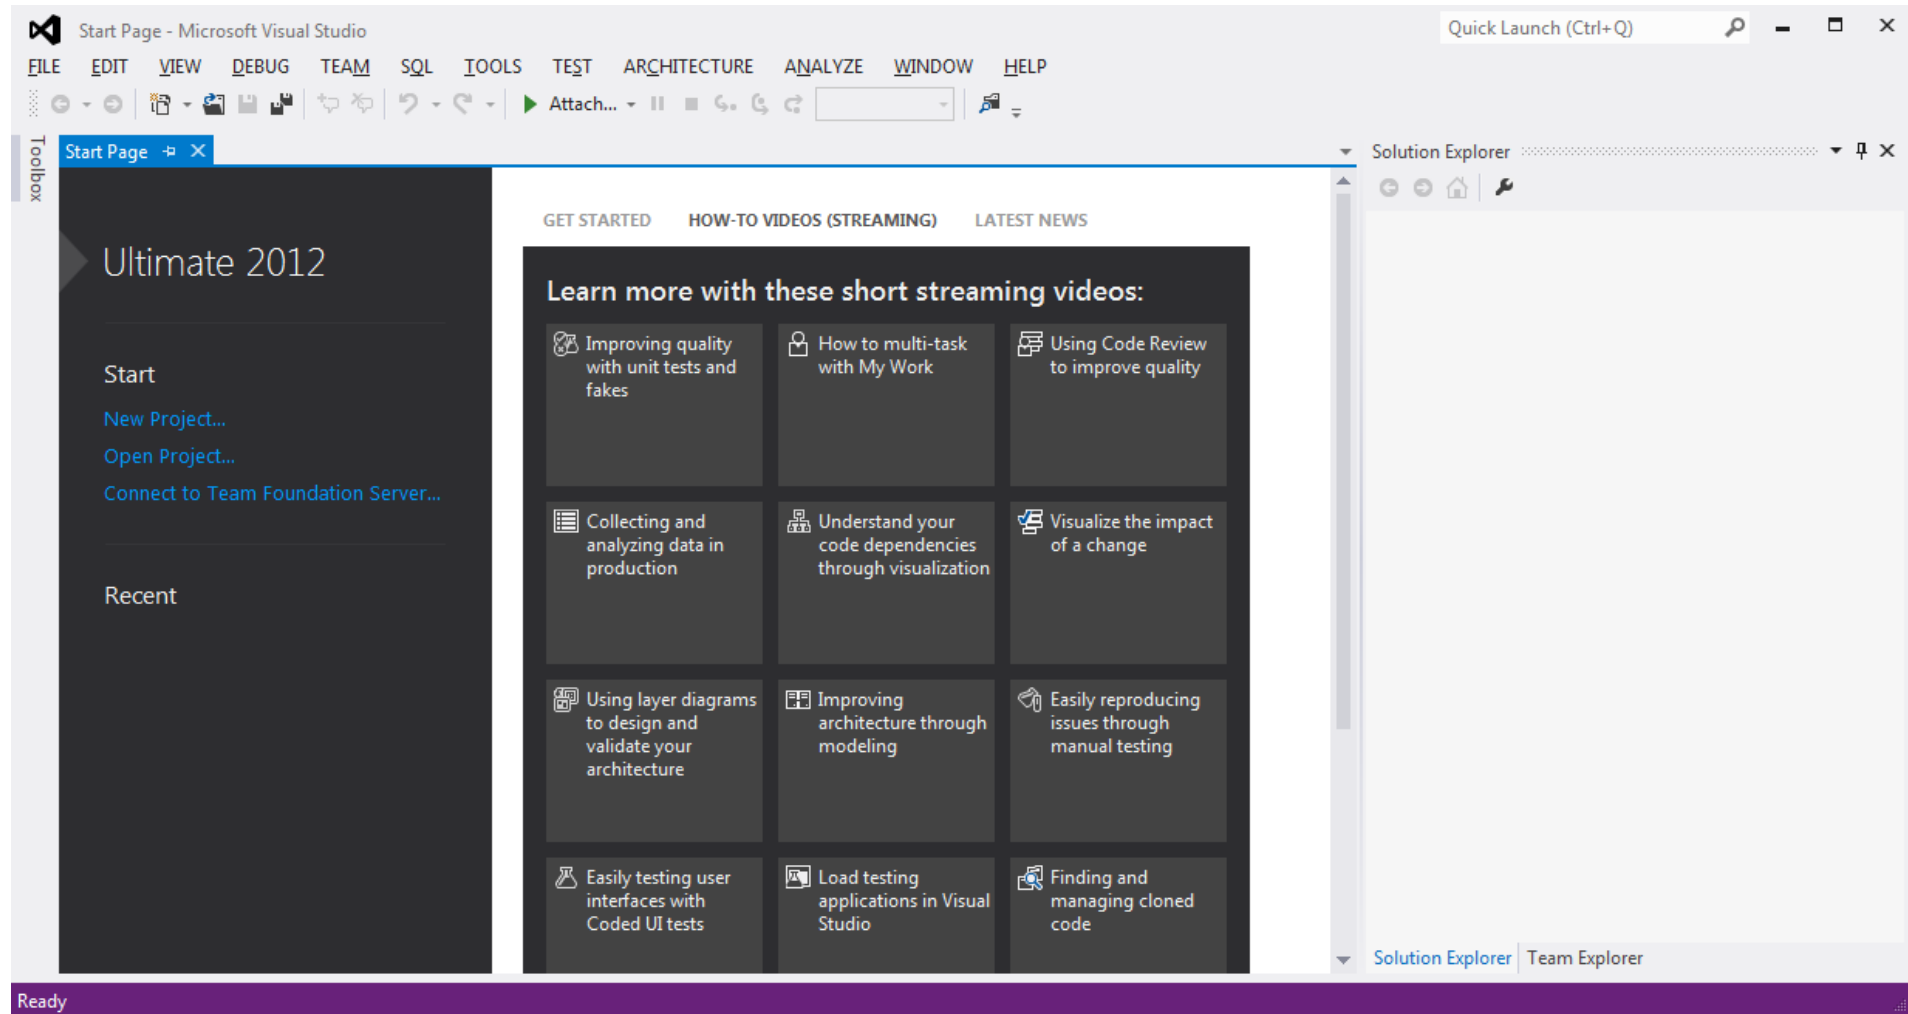 Start Page - Microsoft Visual Studio
Quick Launch (Ctrl+Q)
FILE EDIT VIEW DEBUG TEAM SQL TOOLS TEST ARCHITECTURE ANALYZE WINDOW HELP
Attach...
Toolbox
Start Page
Ultimate 2012
Start
New Project...
Open Project...
Connect to Team Foundation Server...
Recent
GET STARTED HOW-TO VIDEOS (STREAMING) LATEST NEWS
Learn more with these short streaming videos:
Improving quality
with unit tests and
fakes
How to multi-task
with My Work
Using Code Review
to improve quality
Collecting and
analyzing data in
production
Understand your
code dependencies
through visualization
Visualize the impact
of a change
Using layer diagrams
to design and
validate your
architecture
Improving
architecture through
modeling
Easily reproducing
issues through
manual testing
Easily testing user
interfaces with
Coded UI tests
Load testing
applications in Visual
Studio
Finding and
managing cloned
code
Solution Explorer
Solution Explorer Team Explorer
Ready